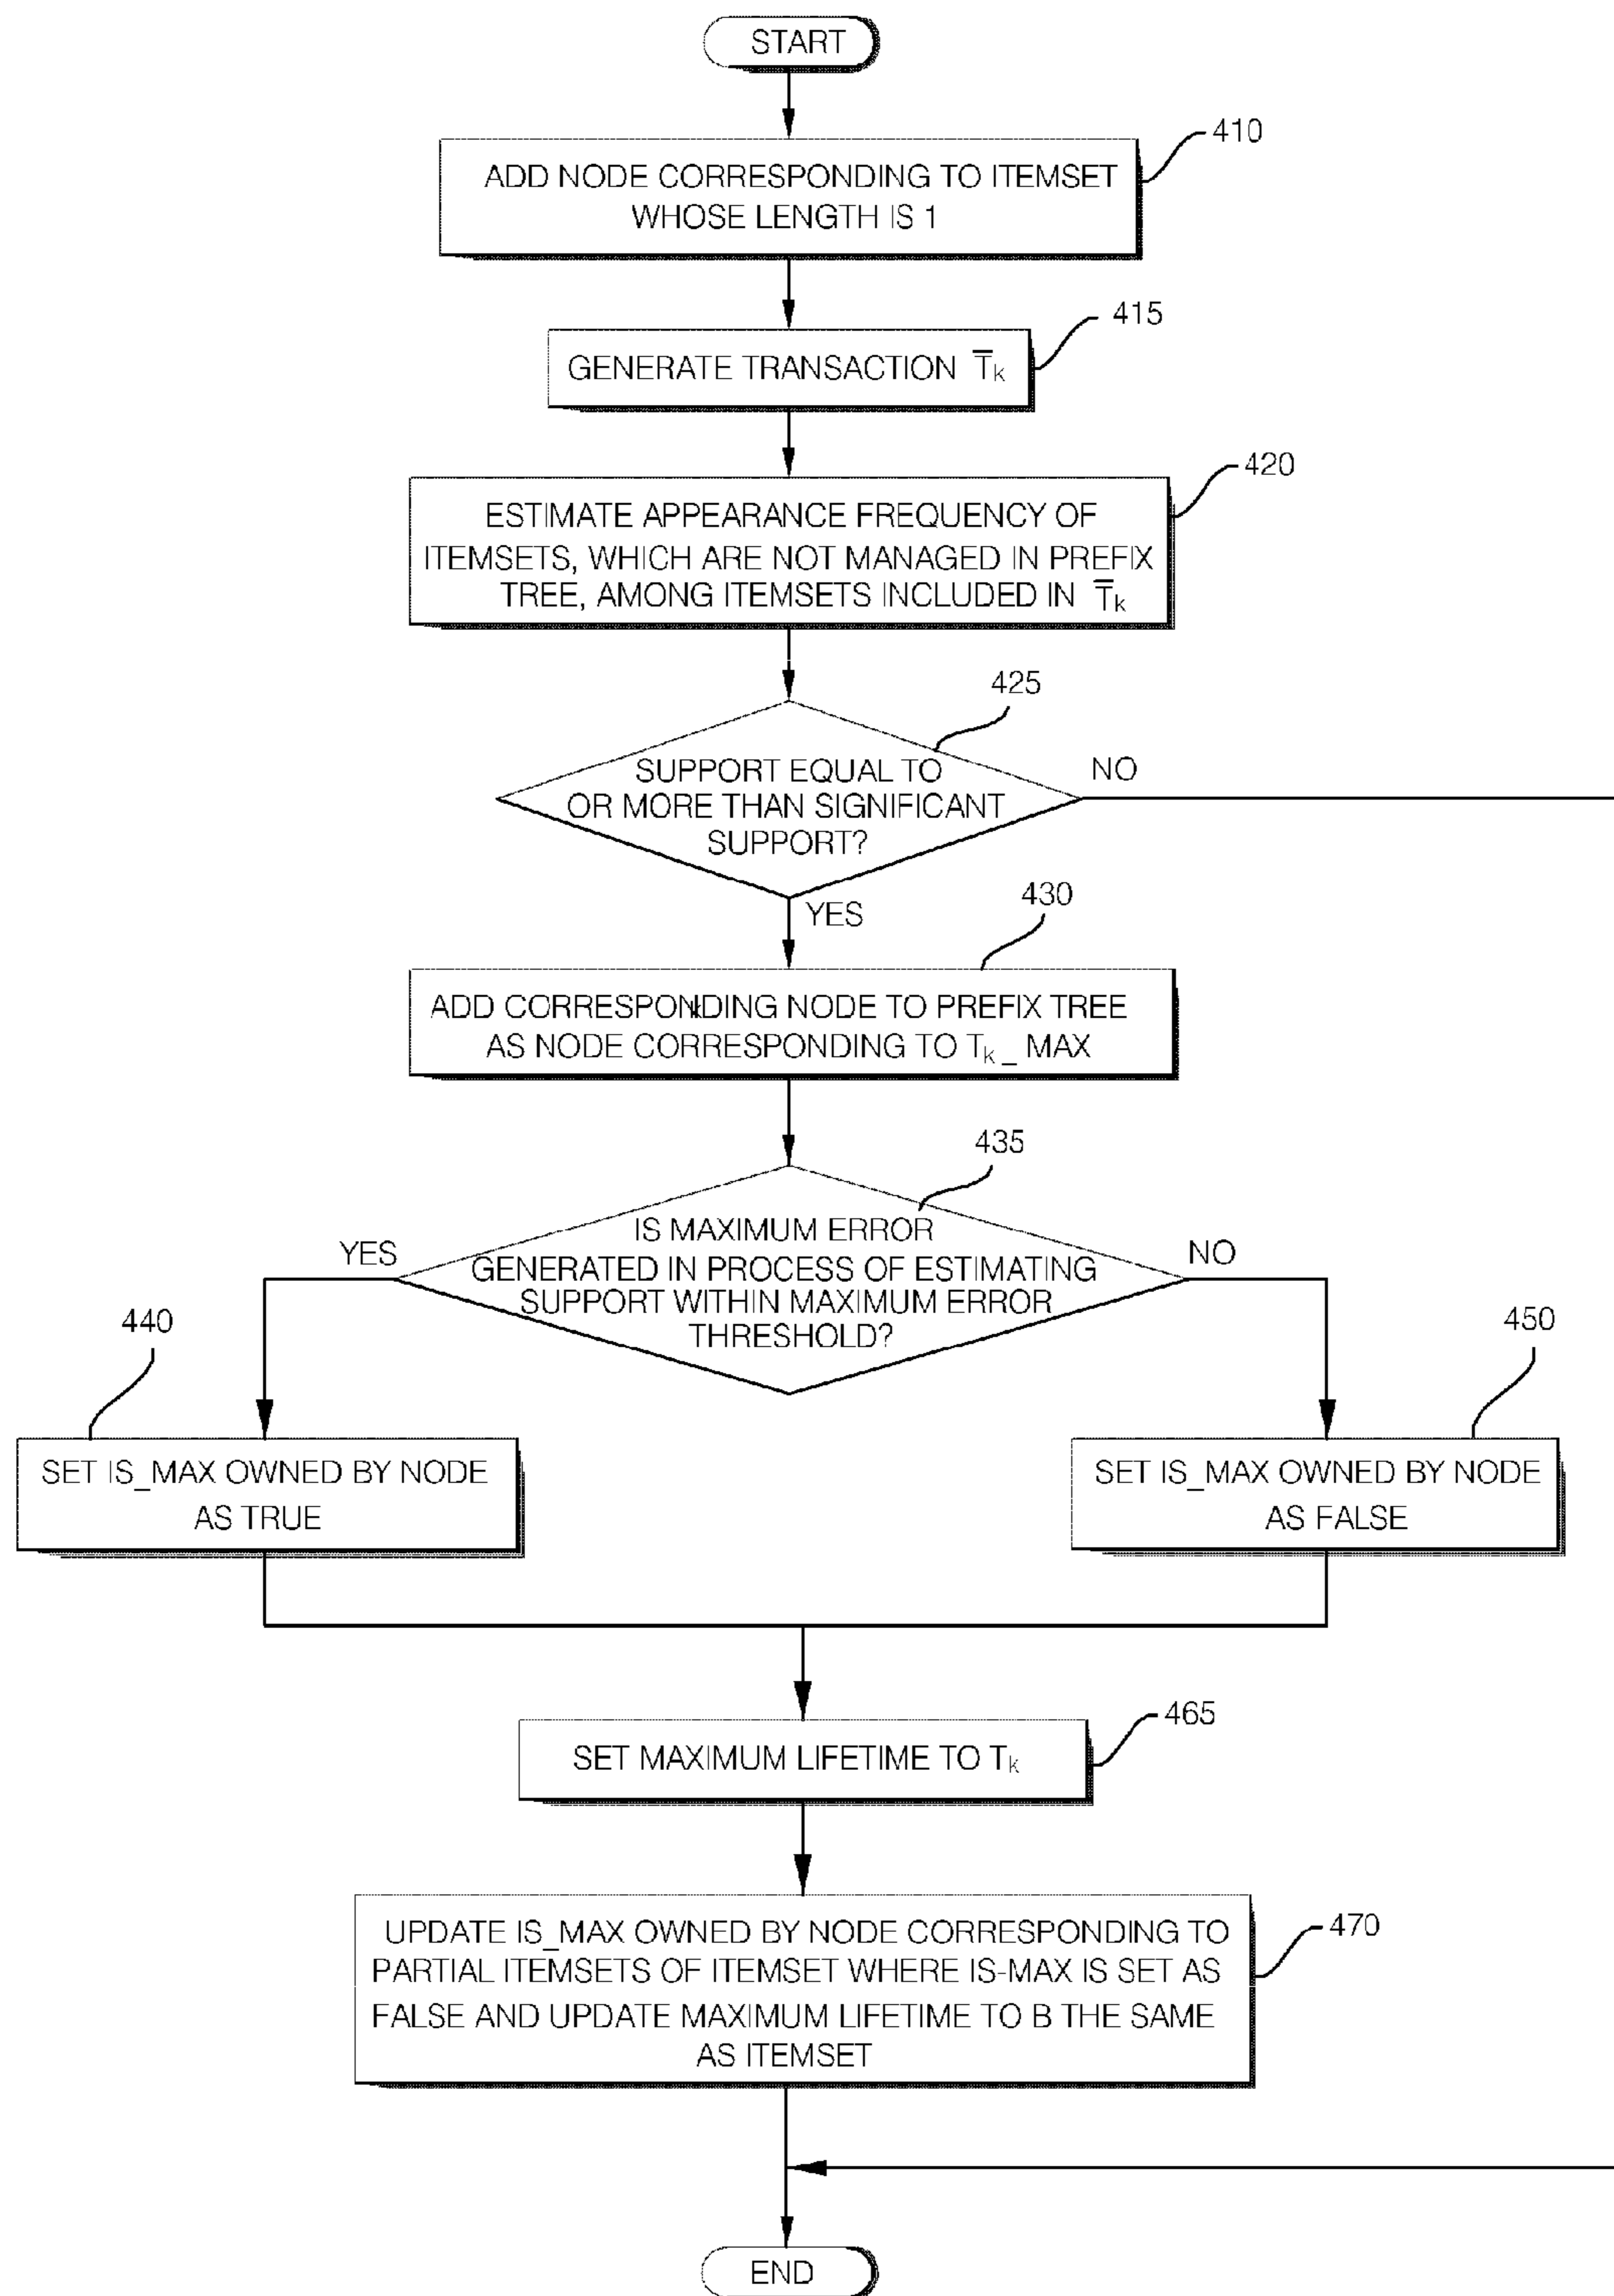 START
410
ADD NODE CORRESPONDING TO ITEMSET
WHOSE LENGTH IS 1
415
GENERATE TRANSACTION T̅k
420
ESTIMATE APPEARANCE FREQUENCY OF
ITEMSETS, WHICH ARE NOT MANAGED IN PREFIX
TREE, AMONG ITEMSETS INCLUDED IN T̿k
425
SUPPORT EQUAL TO
OR MORE THAN SIGNIFICANT
SUPPORT?
NO
YES
430
ADD CORRESPONDING NODE TO PREFIX TREE
AS NODE CORRESPONDING TO Tk_MAX
435
IS MAXIMUM ERROR
GENERATED IN PROCESS OF ESTIMATING
SUPPORT WITHIN MAXIMUM ERROR
THRESHOLD?
YES
NO
440
450
SET IS_MAX OWNED BY NODE
AS TRUE
SET IS_MAX OWNED BY NODE
AS FALSE
465
SET MAXIMUM LIFETIME TO Tk
470
UPDATE IS_MAX OWNED BY NODE CORRESPONDING TO
PARTIAL ITEMSETS OF ITEMSET WHERE IS-MAX IS SET AS
FALSE AND UPDATE MAXIMUM LIFETIME TO B THE SAME
AS ITEMSET
END